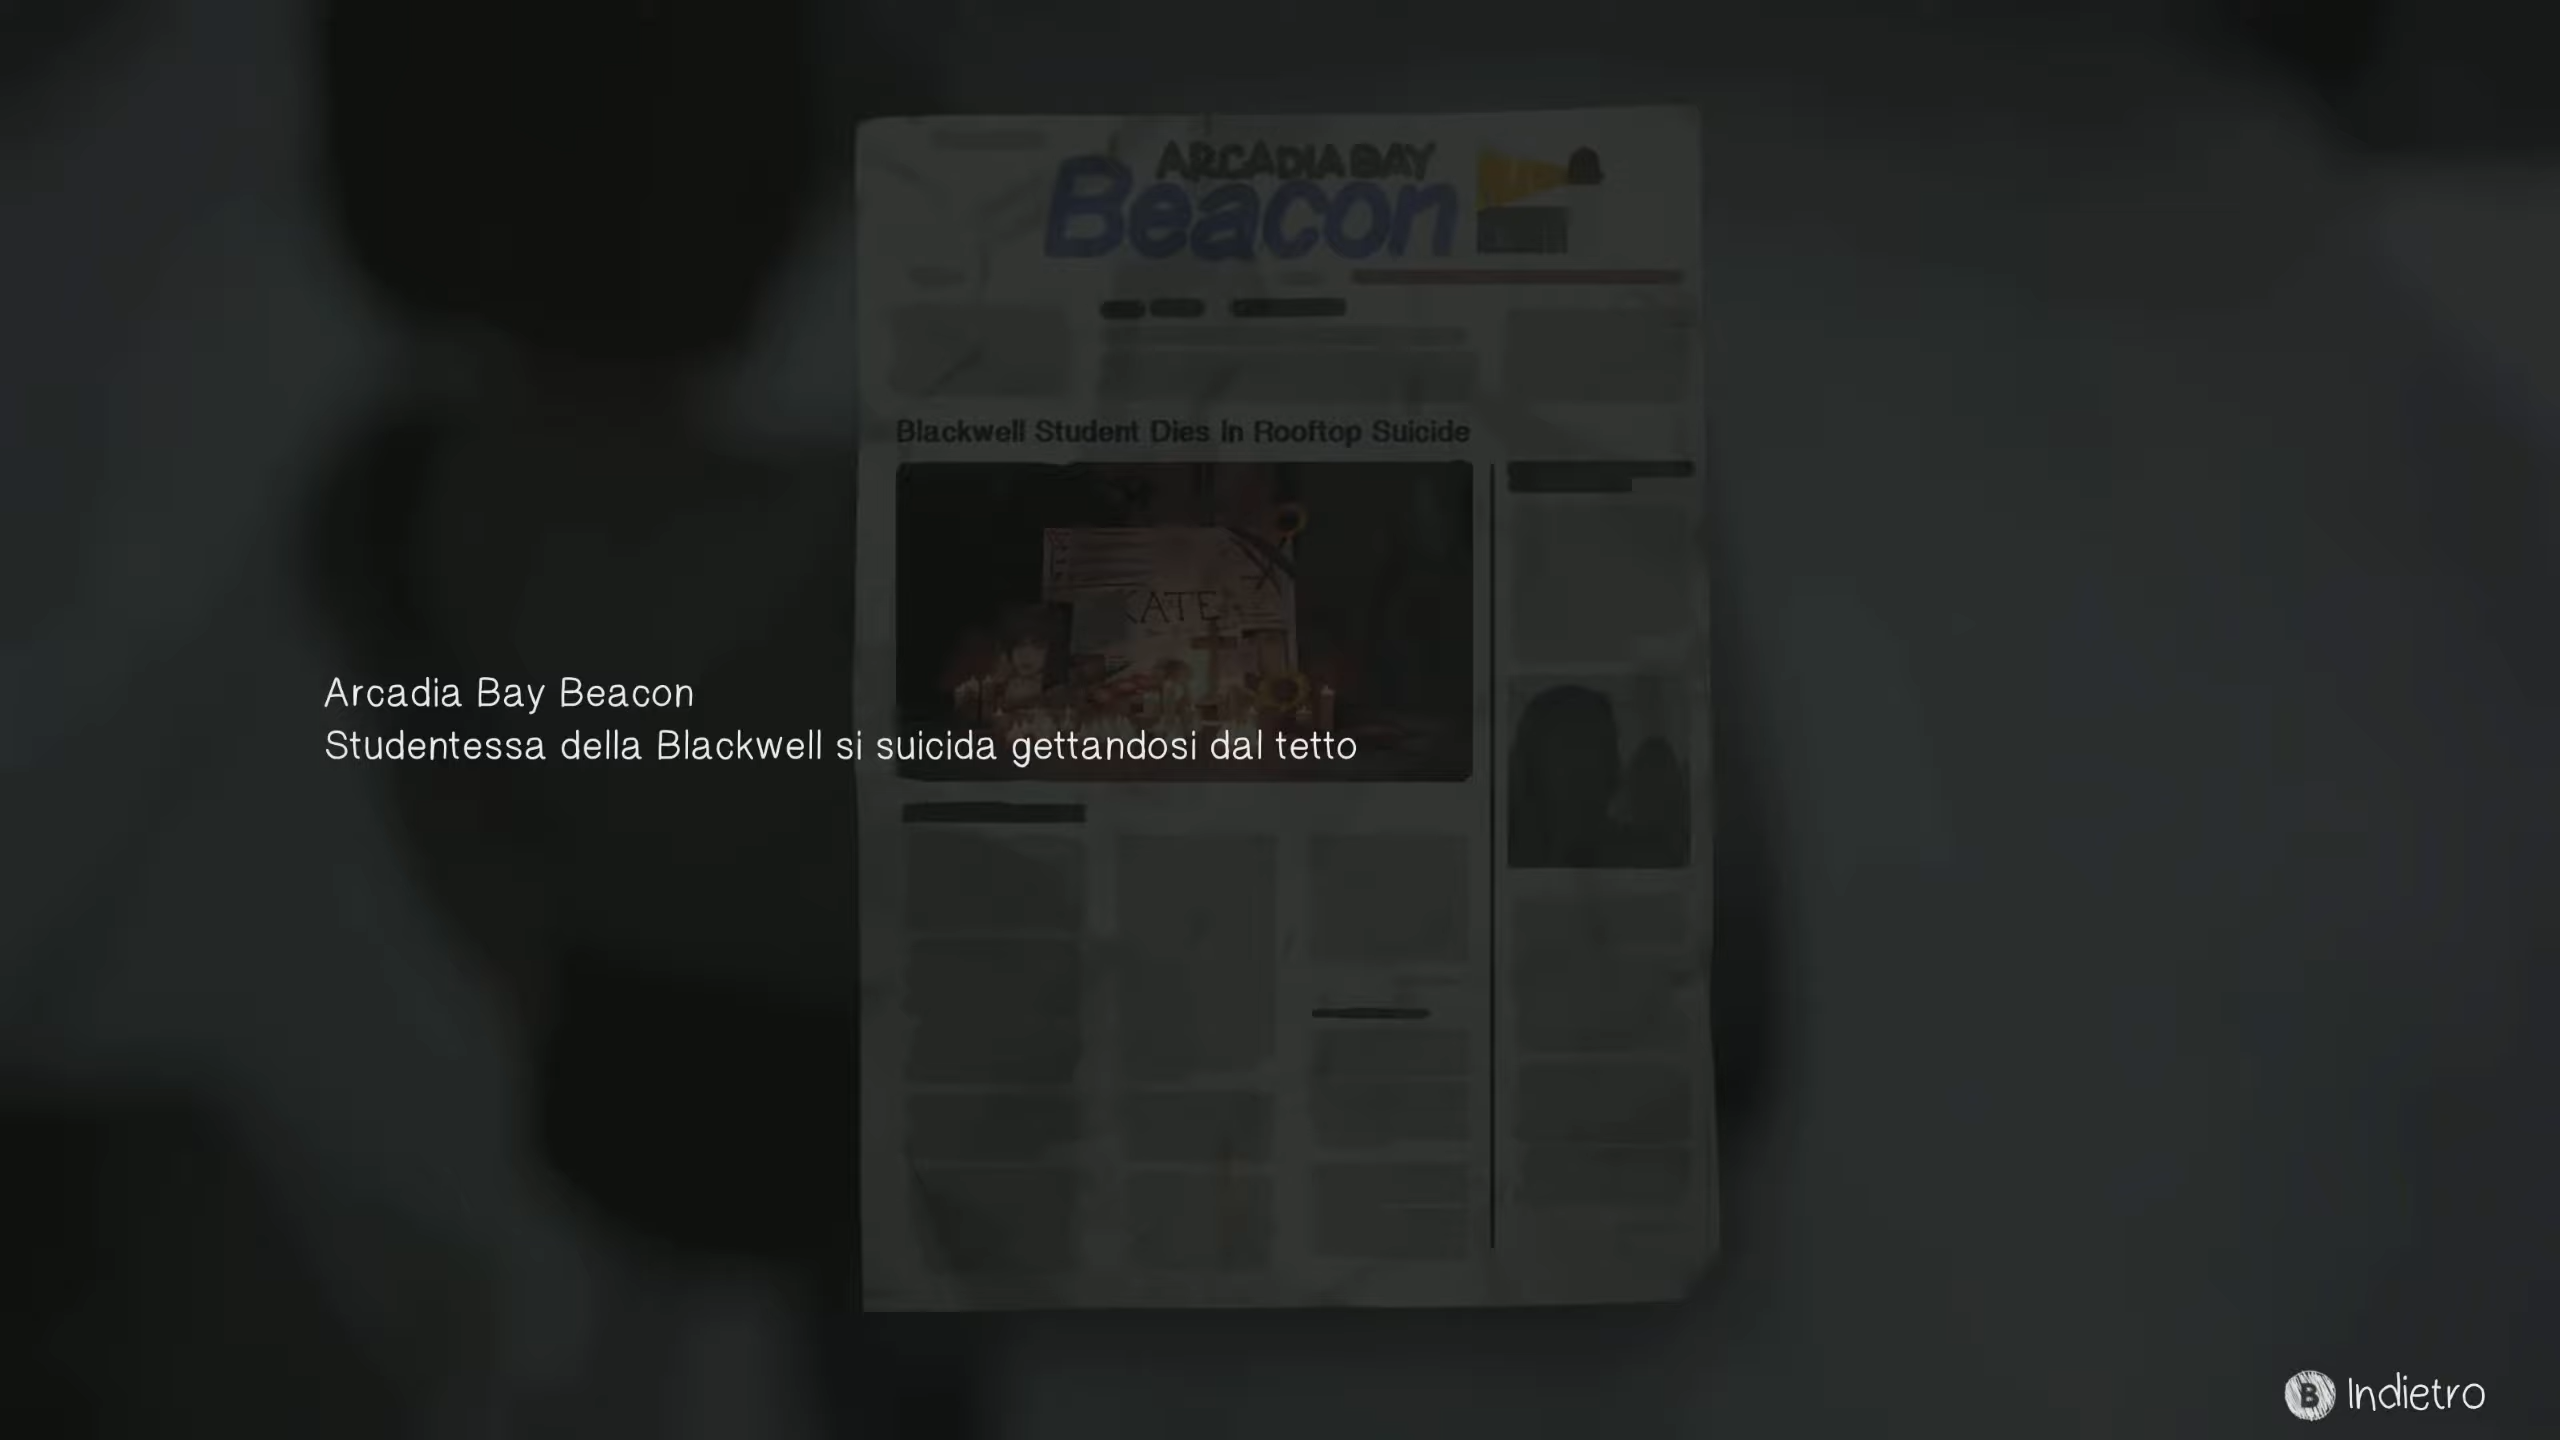 ARCADIA BAY
Beacon
Blackwell Student Dies In Rooftop Suicide
KATE
Arcadia Bay Beacon
Studentessa della Blackwell si suicida gettandosi dal tetto
B Indietro